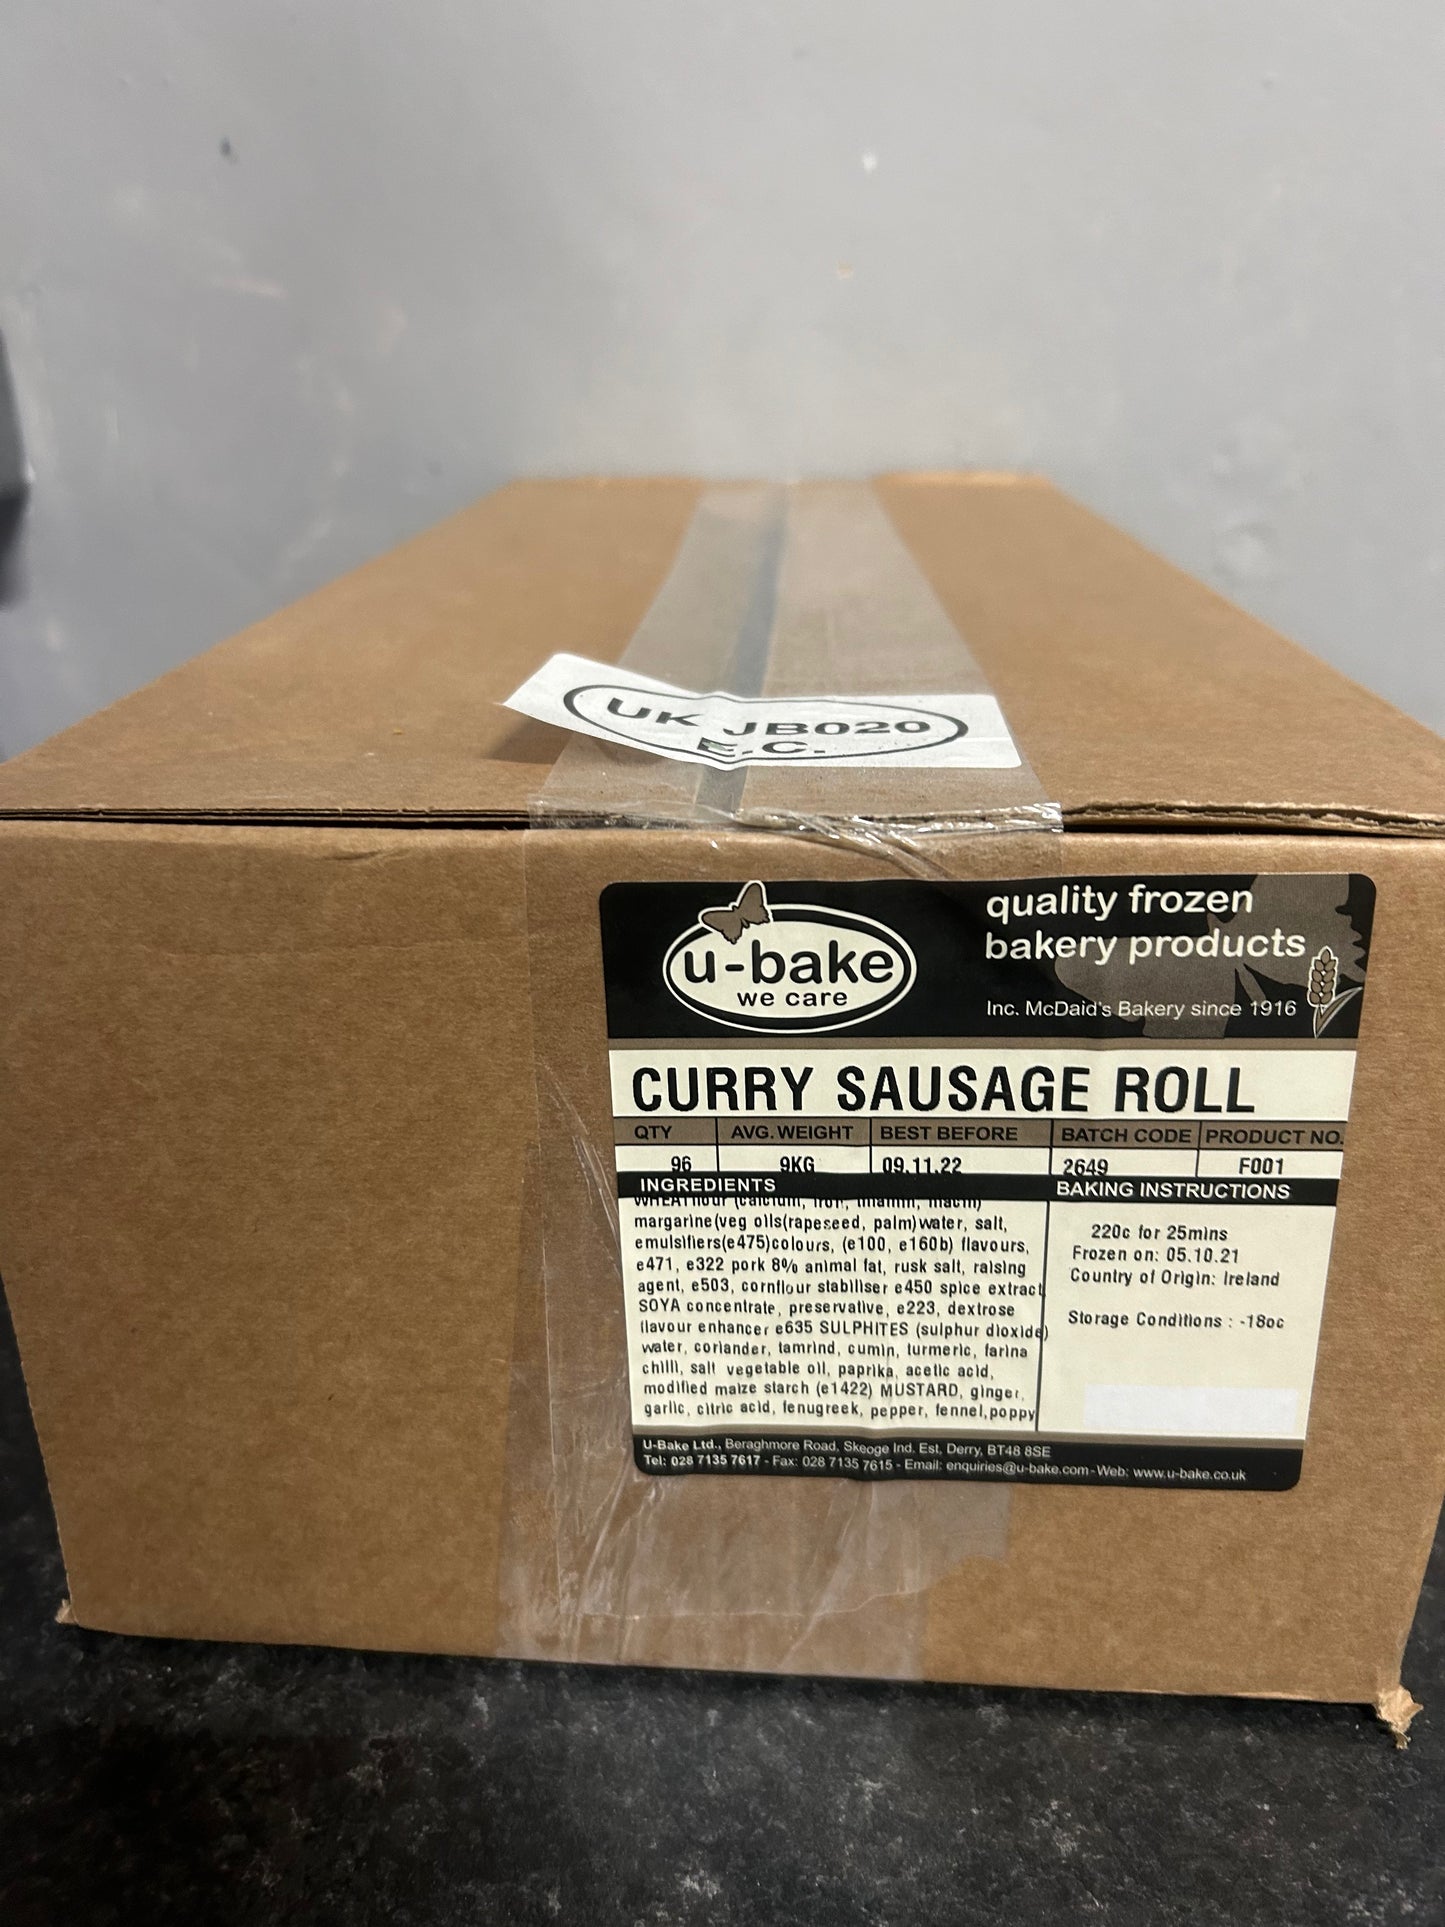 UK JB020
E.C.
u-bake
we care
quality frozen
bakery products
Inc. McDaid's Bakery since 1916
CURRY SAUSAGE ROLL
QTY AVG. WEIGHT BEST BEFORE BATCH CODE PRODUCT NO.
96 9KG 09.11.22 2649 F001
INGREDIENTS
WHEAT flour (calcium, iron, thiamin, niacin)
margarine(veg oils(rapeseed, palm)water, salt,
emulsifiers(e475)colours, (e100, e160b) flavours,
e471, e322 pork 8% animal fat, rusk salt, raising
agent, e503, cornflour stabiliser e450 spice extract
SOYA concentrate, preservative, e223, dextrose
flavour enhancer e635 SULPHITES (sulphur dioxide)
water, coriander, tamrind, cumin, turmeric, farina
chilli, salt vegetable oil, paprika, acetic acid,
modified maize starch (e1422) MUSTARD, ginger,
garlic, citric acid, fenugreek, pepper, fennel,poppy
BAKING INSTRUCTIONS
220c for 25mins
Frozen on: 05.10.21
Country of Origin: Ireland
Storage Conditions : -18oc
U-Bake Ltd., Beraghmore Road, Skeoge Ind. Est, Derry, BT48 8SE
Tel: 028 7135 7617 - Fax: 028 7135 7615 - Email: enquiries@u-bake.com - Web: www.u-bake.co.uk